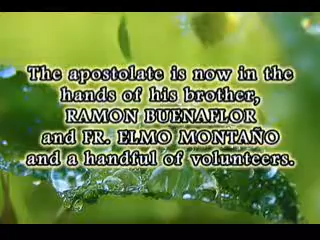 The apostolate is now in the
hands of his brother,
RAMON BUENAFLOR
and FR. ELMO MONTAÑO
and a handful of volunteers.